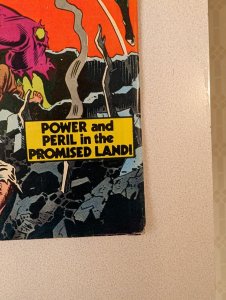 POWER and
PERIL in the
PROMISED LAND!